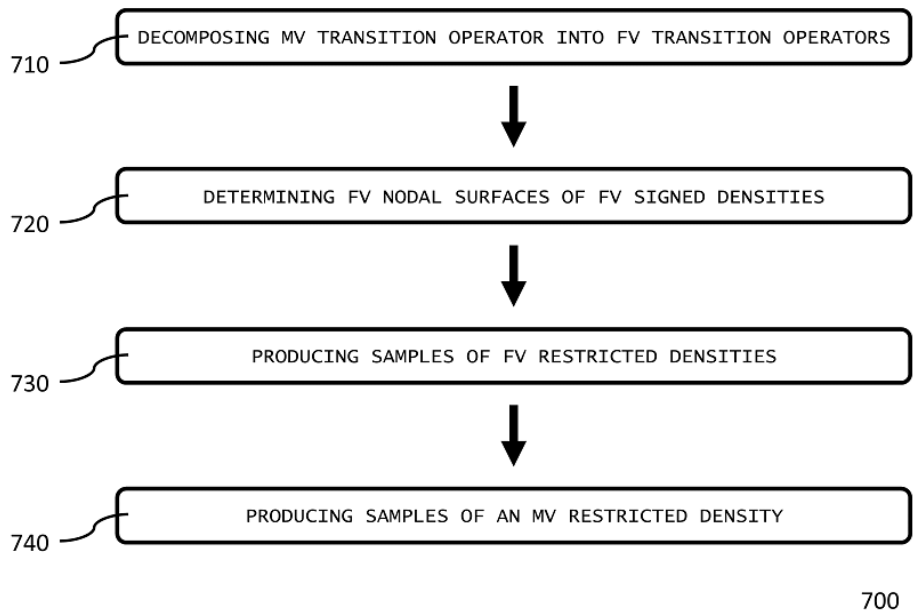 DECOMPOSING MV TRANSITION OPERATOR INTO FV TRANSITION OPERATORS
710
DETERMINING FV NODAL SURFACES OF FV SIGNED DENSITIES
720
PRODUCING SAMPLES OF FV RESTRICTED DENSITIES
730
PRODUCING SAMPLES OF AN MV RESTRICTED DENSITY
740
700